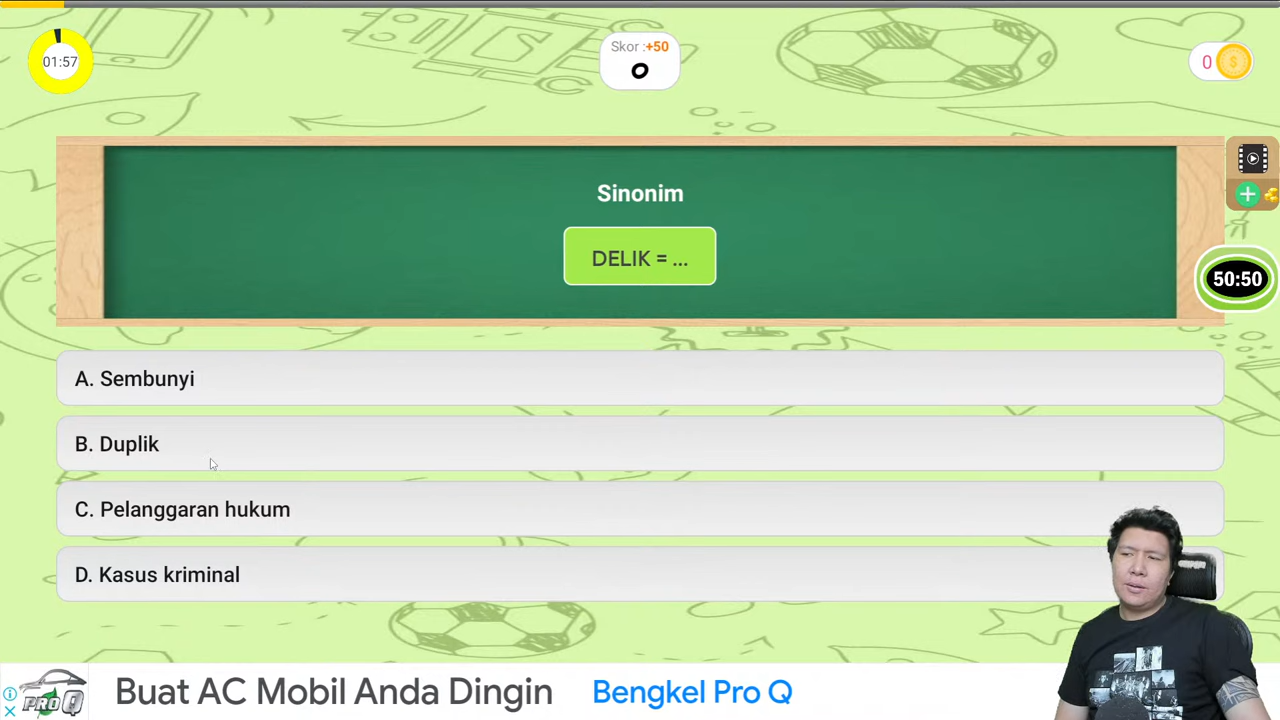 01:57
Skor :+50
0
0
Sinonim
DELIK = ...
50:50
A. Sembunyi
B. Duplik
C. Pelanggaran hukum
D. Kasus kriminal
PRO Q
Buat AC Mobil Anda Dingin
Bengkel Pro Q